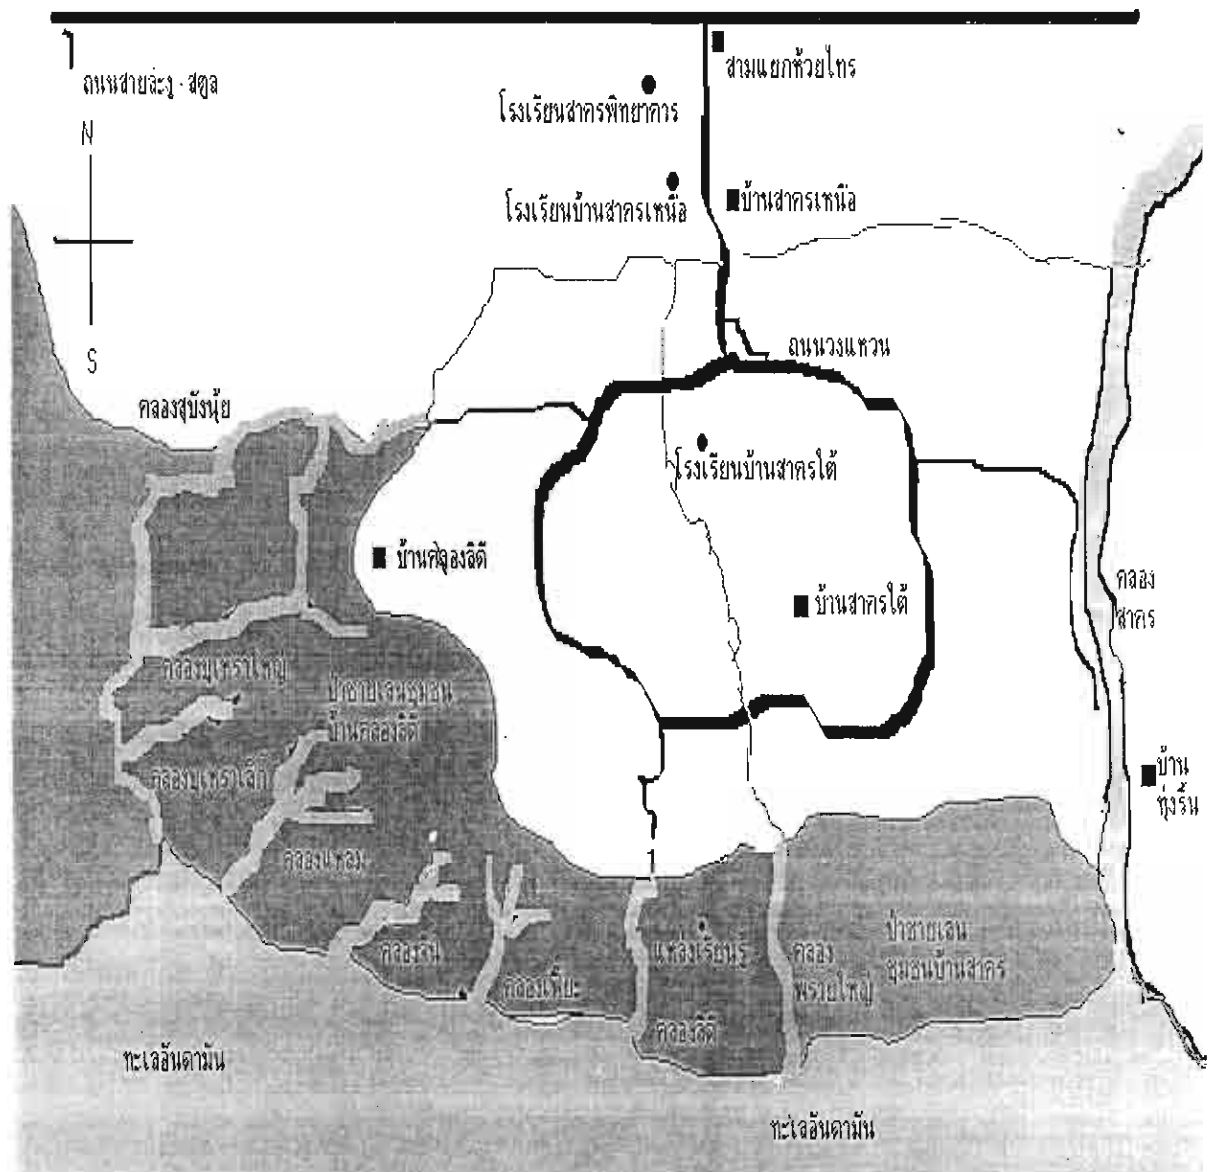 สามแยกห้วยไทร
ถนนสายละงู - สตูล
โรงเรียนสาครพิทยาคาร
N
โรงเรียนบ้านสาครเหนือ
บ้านสาครเหนือ
S
ถนนวงแหวน
คลองสุบังนุ้ย
โรงเรียนบ้านสาครใต้
บ้านคลองลิดี
บ้านสาครใต้
คลอง
สาคร
คลองบุเหราใหญ่
ป่าชายเลนชุมชน
บ้านคลองลิดี
คลองบุเหราเล็ก
บ้าน
ทุ่งริ้น
คลองแหลม
คลองจีน
คลองเพี๊ยะ
แหล่งเรียนรู้
คลอง
พรวยใหญ่
ป่าชายเลน
ชุมชนบ้านสาคร
คลองลิดี
ทะเลอันดามัน
ทะเลอันดามัน